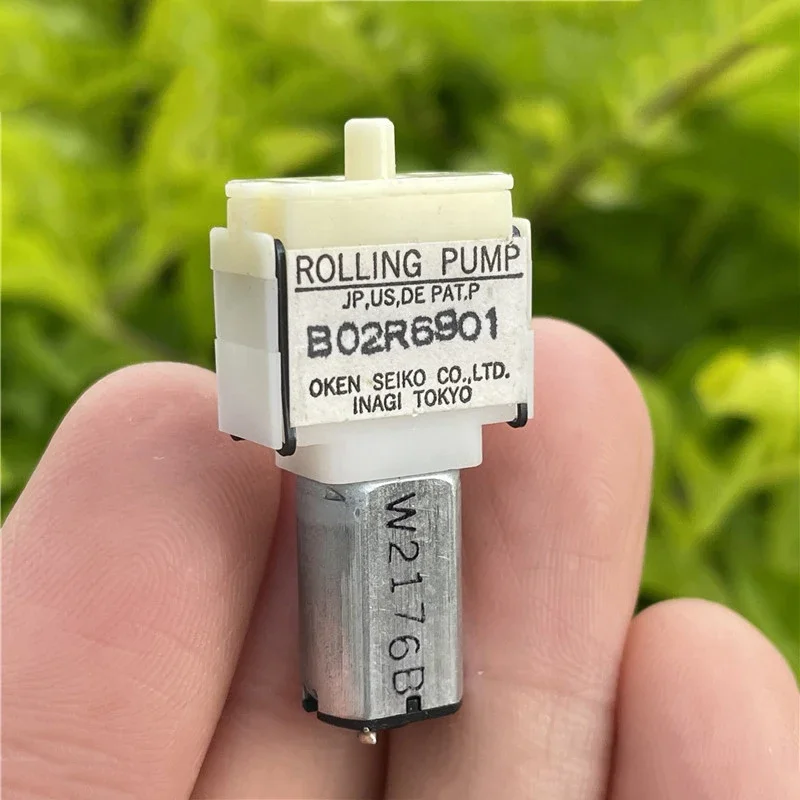 ROLLING PUMP
JP,US,DE PAT.P
B02R6901
OKEN SEIKO CO.,LTD.
INAGI TOKYO
W2176B